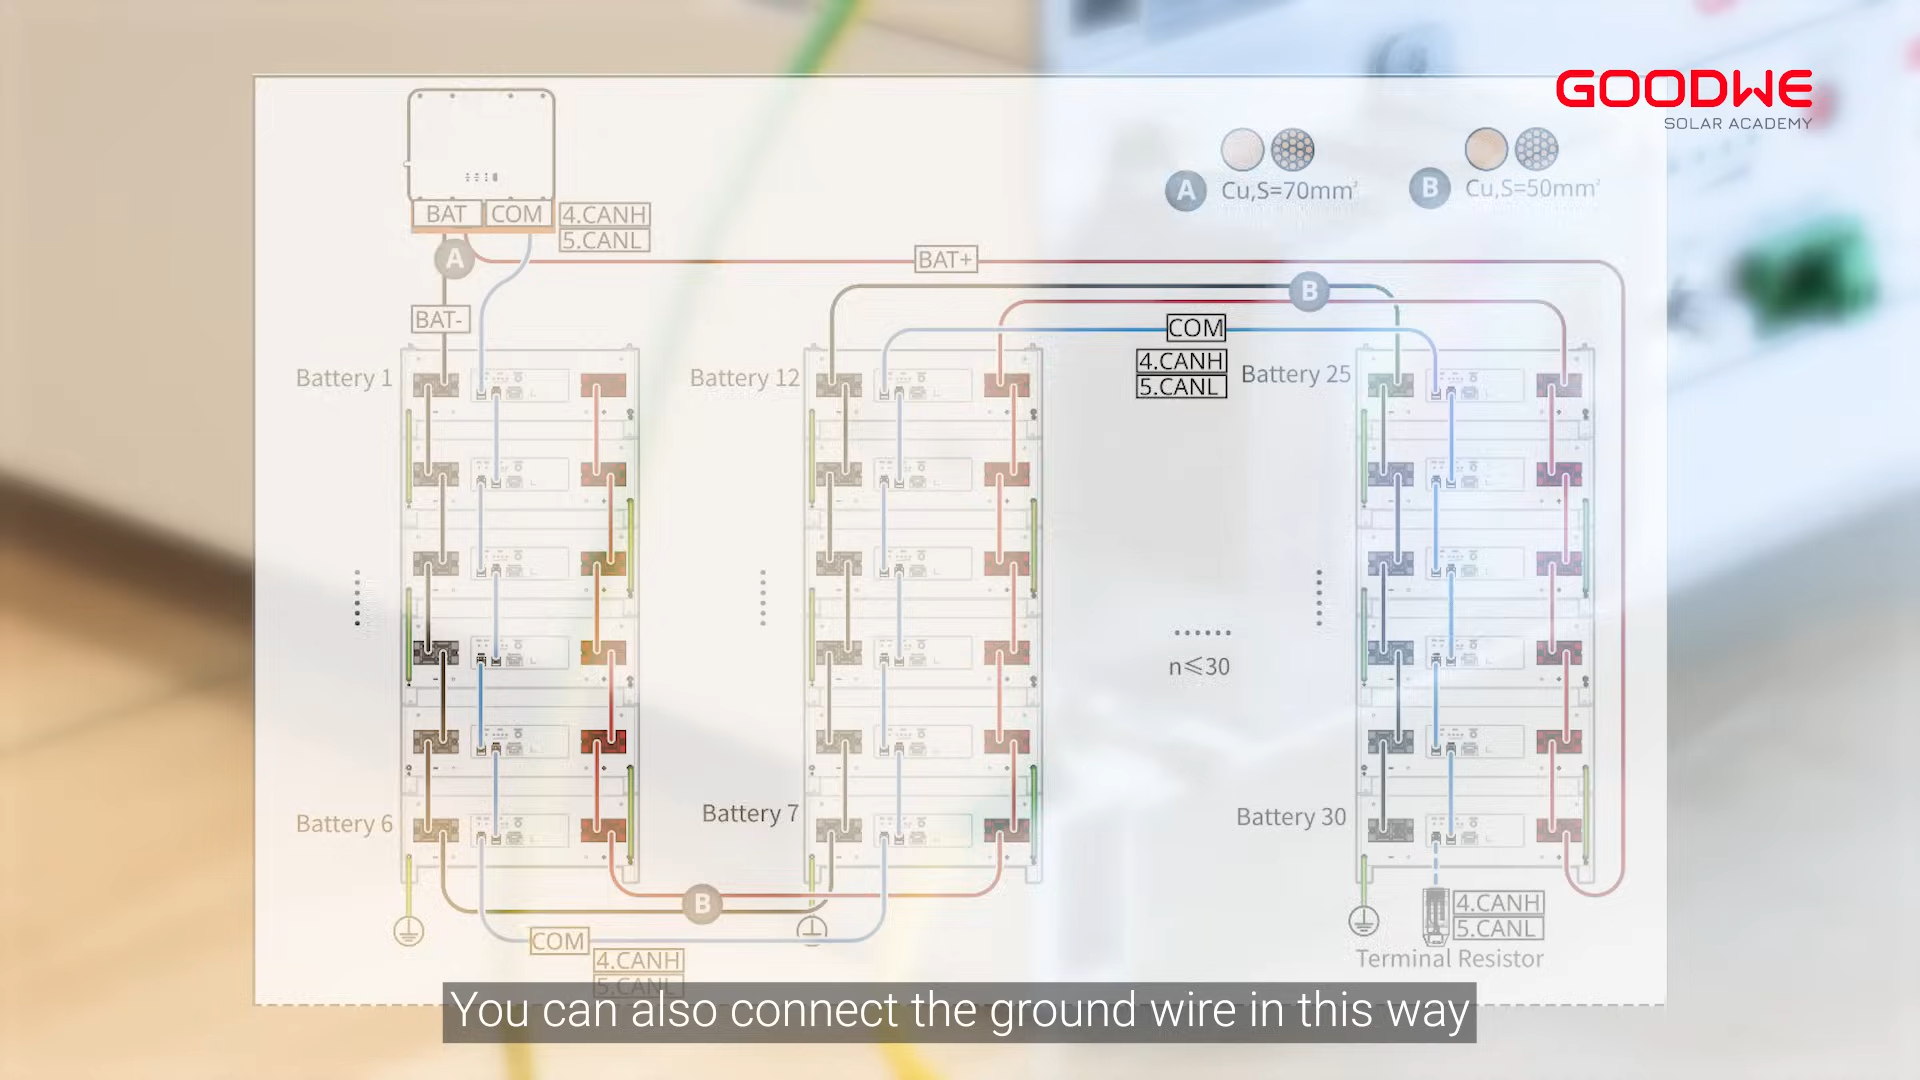 GOODWE
SOLAR ACADEMY
A Cu,S=70mm²
B Cu,S=50mm²
BAT COM 4.CANH
5.CANL
A
BAT+
B
BAT-
COM
4.CANH
5.CANL
Battery 1
Battery 12
Battery 25
n≤30
Battery 6
Battery 7
Battery 30
B
COM
4.CANH
5.CANL
4.CANH
5.CANL
Terminal Resistor
You can also connect the ground wire in this way